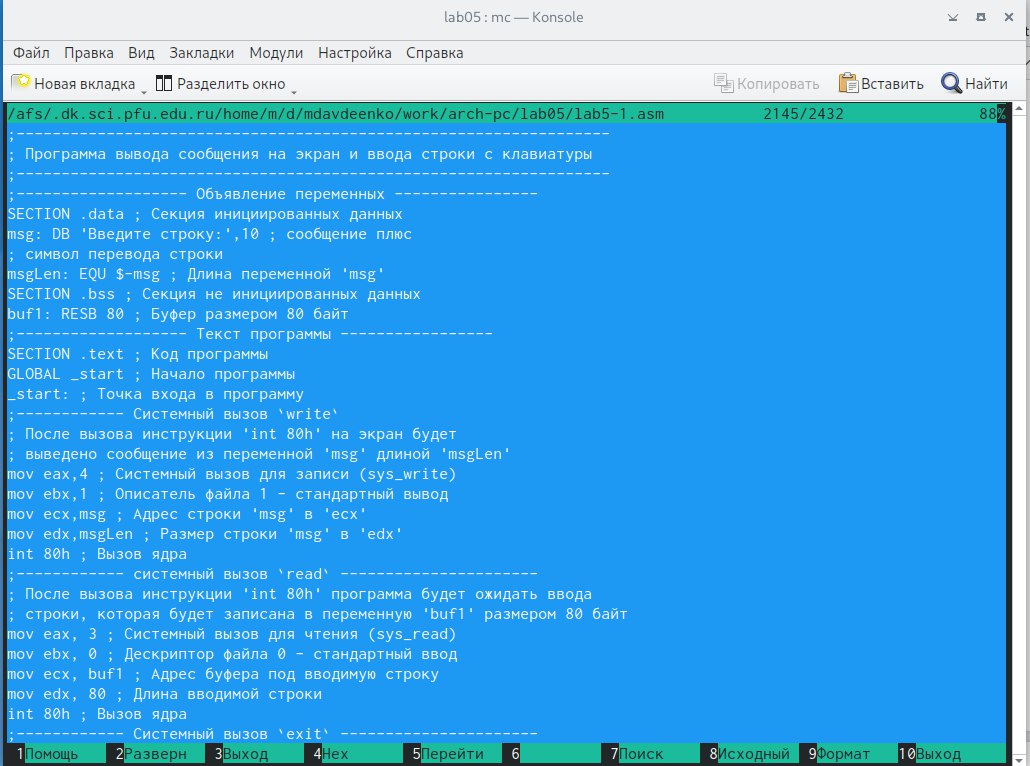 lab05 : mc — Konsole
Файл Правка Вид Закладки Модули Настройка Справка
Новая вкладка Разделить окно Копировать Вставить Найти
/afs/.dk.sci.pfu.edu.ru/home/m/d/mdavdeenko/work/arch-pc/lab05/lab5-1.asm 2145/2432 88%
;------------------------------------------------------------------
; Программа вывода сообщения на экран и ввода строки с клавиатуры
;------------------------------------------------------------------
;------------------- Объявление переменных ----------------
SECTION .data ; Секция инициированных данных
msg: DB 'Введите строку:',10 ; сообщение плюс
; символ перевода строки
msgLen: EQU $-msg ; Длина переменной 'msg'
SECTION .bss ; Секция не инициированных данных
buf1: RESB 80 ; Буфер размером 80 байт
;------------------- Текст программы -----------------
SECTION .text ; Код программы
GLOBAL _start ; Начало программы
_start: ; Точка входа в программу
;------------ Системный вызов `write`
; После вызова инструкции 'int 80h' на экран будет
; выведено сообщение из переменной 'msg' длиной 'msgLen'
mov eax,4 ; Системный вызов для записи (sys_write)
mov ebx,1 ; Описатель файла 1 - стандартный вывод
mov ecx,msg ; Адрес строки 'msg' в 'ecx'
mov edx,msgLen ; Размер строки 'msg' в 'edx'
int 80h ; Вызов ядра
;------------ системный вызов `read` ----------------------
; После вызова инструкции 'int 80h' программа будет ожидать ввода
; строки, которая будет записана в переменную 'buf1' размером 80 байт
mov eax, 3 ; Системный вызов для чтения (sys_read)
mov ebx, 0 ; Дескриптор файла 0 - стандартный ввод
mov ecx, buf1 ; Адрес буфера под вводимую строку
mov edx, 80 ; Длина вводимой строки
int 80h ; Вызов ядра
;------------ Системный вызов `exit` ----------------------
1Помощь 2Разверн 3Выход 4Hex 5Перейти 6 7Поиск 8Исходный 9Формат 10Выход